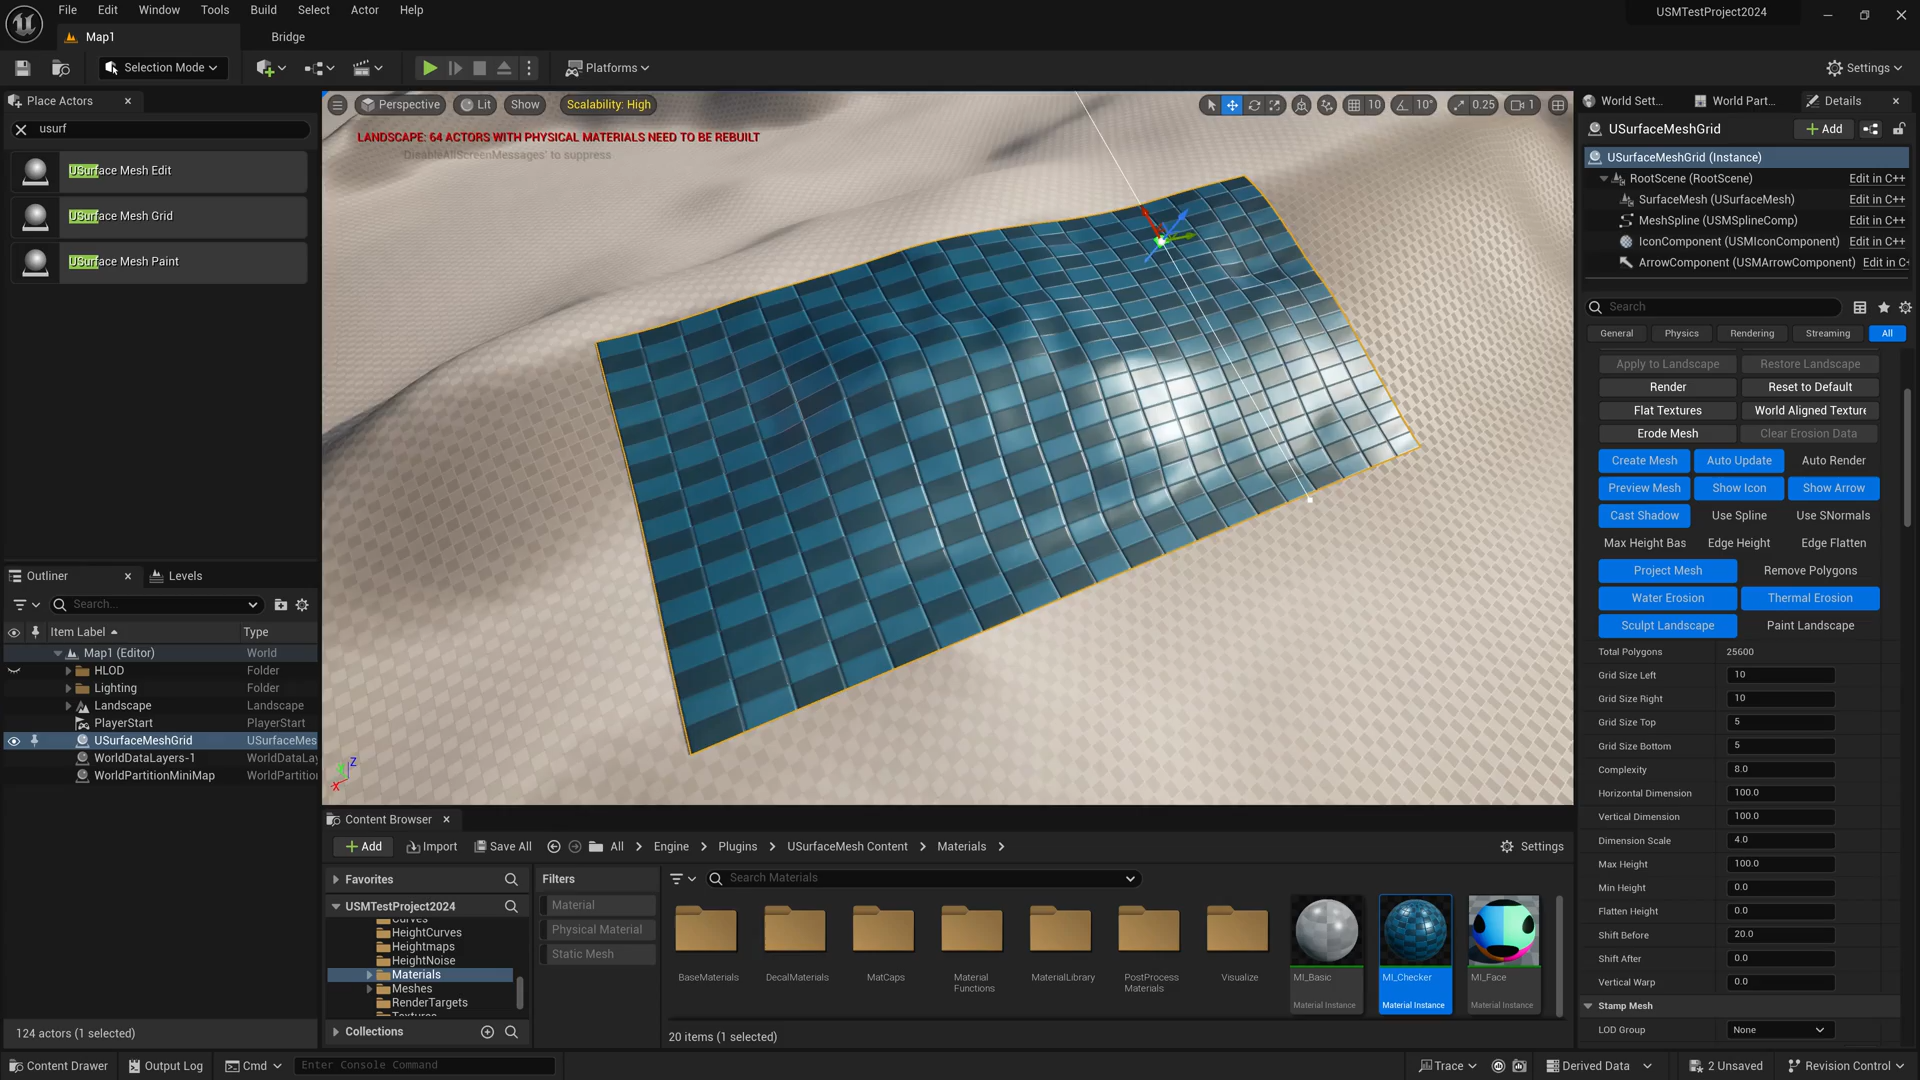 File Edit Window Tools Build Select Actor Help
USMTestProject2024
Map1
Bridge
Selection Mode
Platforms
Settings
Place Actors
usurf
USurface Mesh Edit
USurface Mesh Grid
USurface Mesh Paint
Outliner
Levels
Search...
Item Label
Type
Map1 (Editor)
World
HLOD
Folder
Lighting
Folder
Landscape
Landscape
PlayerStart
PlayerStart
USurfaceMeshGrid
USurfaceMes
WorldDataLayers-1
WorldDataLay
WorldPartitionMiniMap
WorldPartition
124 actors (1 selected)
Perspective
Lit
Show
Scalability: High
10
10°
0.25
1
LANDSCAPE: 64 ACTORS WITH PHYSICAL MATERIALS NEED TO BE REBUILT
'DisableAllScreenMessages' to suppress
Z
X
Content Browser
Add
Import
Save All
All
Engine
Plugins
USurfaceMesh Content
Materials
Settings
Favorites
USMTestProject2024
Curves
HeightCurves
Heightmaps
HeightNoise
Materials
Meshes
RenderTargets
Textures
Collections
Filters
Material
Physical Material
Static Mesh
Search Materials
BaseMaterials
DecalMaterials
MatCaps
Material
Functions
MaterialLibrary
PostProcess
Materials
Visualize
MI_Basic
Material Instance
MI_Checker
Material Instance
MI_Face
Material Instance
20 items (1 selected)
World Sett...
World Part...
Details
USurfaceMeshGrid
Add
USurfaceMeshGrid (Instance)
RootScene (RootScene)
Edit in C++
SurfaceMesh (USurfaceMesh)
Edit in C++
MeshSpline (USMSplineComp)
Edit in C++
IconComponent (USMIconComponent)
Edit in C++
ArrowComponent (USMArrowComponent)
Edit in C+
Search
General
Physics
Rendering
Streaming
All
Apply to Landscape
Restore Landscape
Render
Reset to Default
Flat Textures
World Aligned Texture
Erode Mesh
Clear Erosion Data
Create Mesh
Auto Update
Auto Render
Preview Mesh
Show Icon
Show Arrow
Cast Shadow
Use Spline
Use SNormals
Max Height Bas
Edge Height
Edge Flatten
Project Mesh
Remove Polygons
Water Erosion
Thermal Erosion
Sculpt Landscape
Paint Landscape
Total Polygons
25600
Grid Size Left
10
Grid Size Right
10
Grid Size Top
5
Grid Size Bottom
5
Complexity
8.0
Horizontal Dimension
100.0
Vertical Dimension
100.0
Dimension Scale
4.0
Max Height
100.0
Min Height
0.0
Flatten Height
0.0
Shift Before
20.0
Shift After
0.0
Vertical Warp
0.0
Stamp Mesh
LOD Group
None
Content Drawer
Output Log
Cmd
Enter Console Command
Trace
Derived Data
2 Unsaved
Revision Control